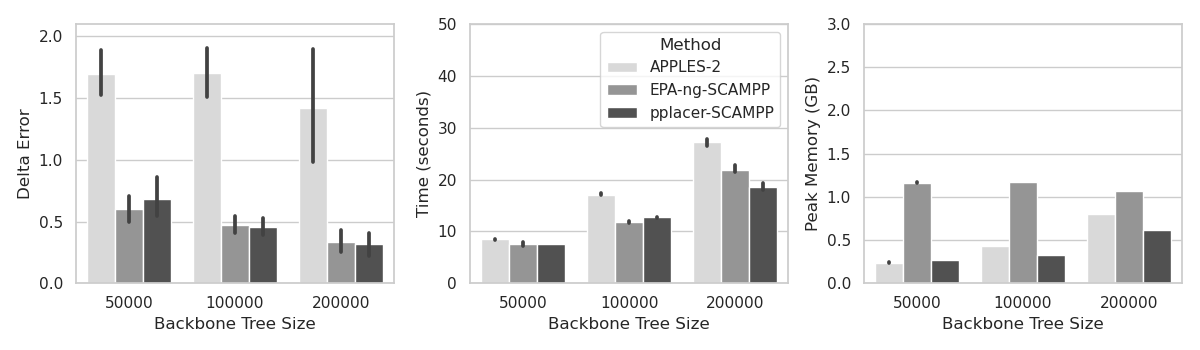 Delta Error
2.0
1.5
1.0
0.5
0.0
50000
100000
200000
Backbone Tree Size
Time (seconds)
50
40
30
20
10
0
Method
APPLES-2
EPA-ng-SCAMPP
pplacer-SCAMPP
50000
100000
200000
Backbone Tree Size
Peak Memory (GB)
3.0
2.5
2.0
1.5
1.0
0.5
0.0
50000
100000
200000
Backbone Tree Size